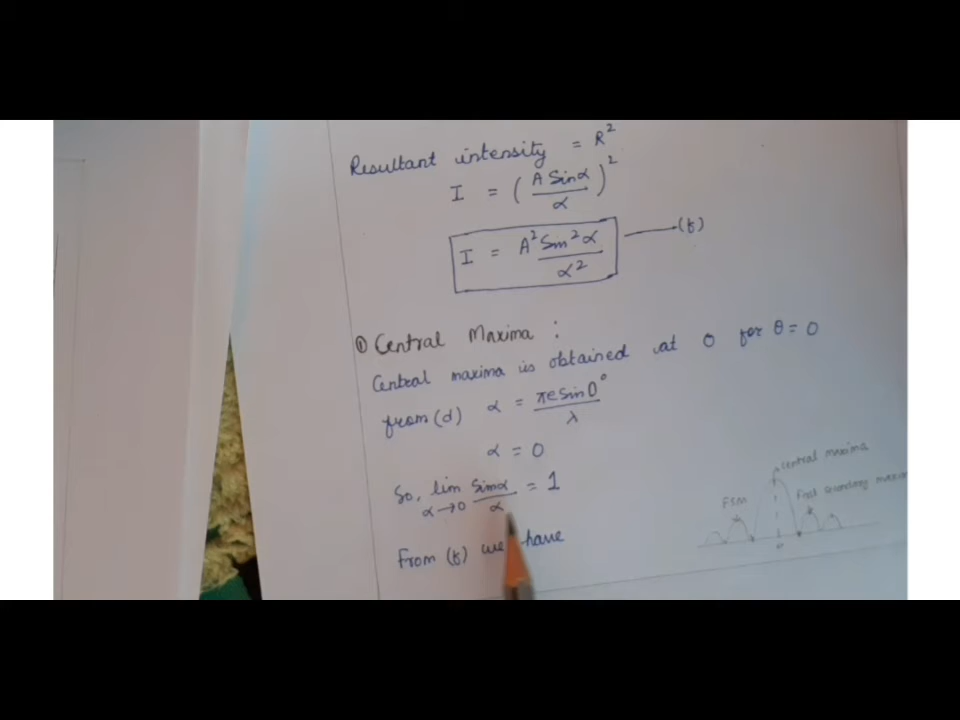 Resultant intensity = R²
I = (A Sinα / α)²
I = A² Sin²α / α² —(f)
① Central Maxima :
Central maxima is obtained at O for θ = 0
from (d) α = πe sin 0° / λ
α = 0
So, lim α→0 Sinα / α = 1
From (f) we have
central maxima
FSM
First secondary maxima